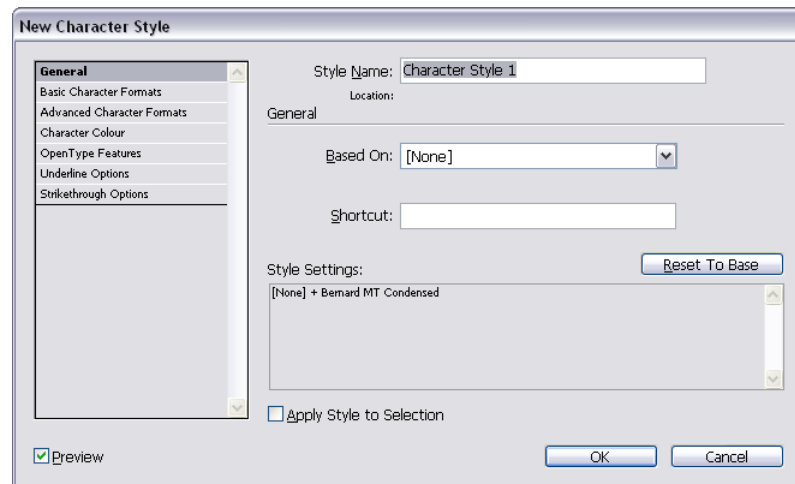 New Character Style
General
Basic Character Formats
Advanced Character Formats
Character Colour
OpenType Features
Underline Options
Strikethrough Options
Style Name: Character Style 1
Location:
General
Based On: [None]
Shortcut:
Reset To Base
Style Settings:
[None] + Bernard MT Condensed
Apply Style to Selection
Preview
OK
Cancel